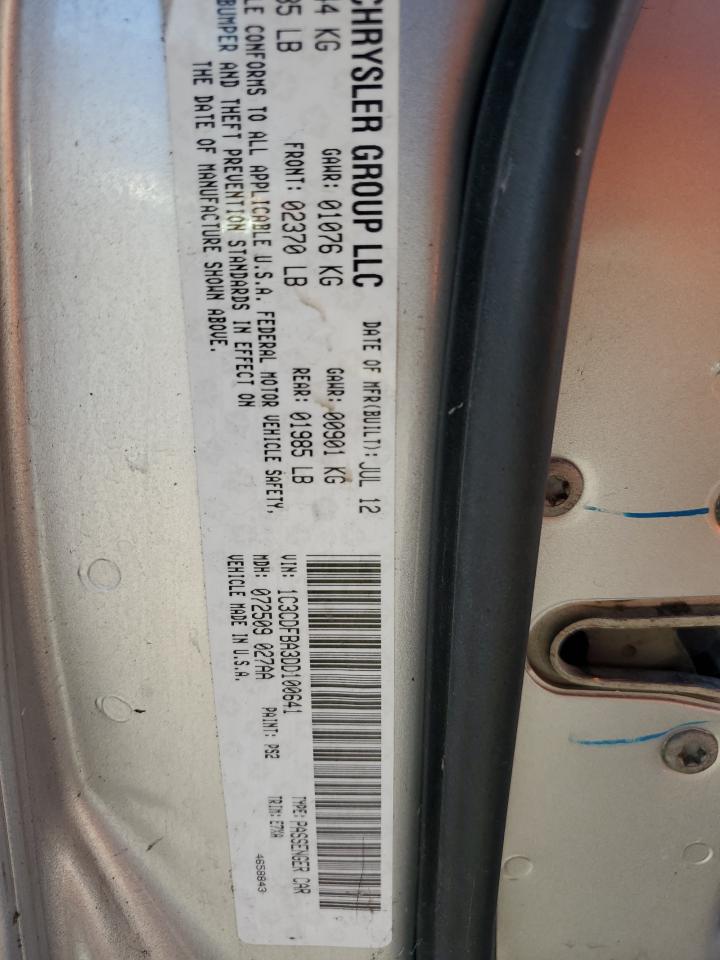 CHRYSLER GROUP LLC DATE OF MFR(BUILT): JUL 12
44 KG GAWR: 01076 KG GAWR: 00901 KG
85 LB FRONT: 02370 LB REAR: 01985 LB
LE CONFORMS TO ALL APPLICABLE U.S.A. FEDERAL MOTOR VEHICLE SAFETY,
BUMPER AND THEFT PREVENTION STANDARDS IN EFFECT ON
THE DATE OF MANUFACTURE SHOWN ABOVE.
VIN: 1C3CDFBA3DD100641 TYPE: PASSENGER CAR
MDH: 072509 027AA PAINT: PS2 TRIM: E7XA
VEHICLE MADE IN U.S.A. 4658843